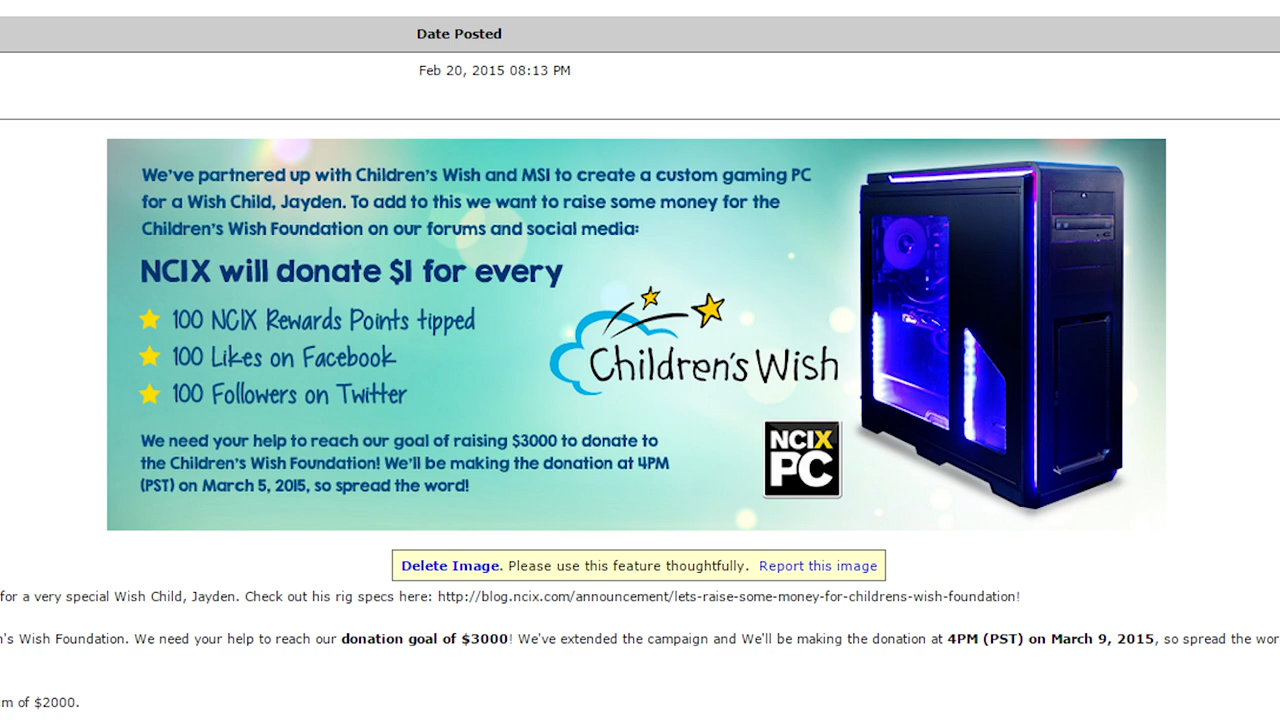 Date Posted
Feb 20, 2015 08:13 PM
We've partnered up with Children's Wish and MSI to create a custom gaming PC
for a Wish Child, Jayden. To add to this we want to raise some money for the
Children's Wish Foundation on our forums and social media:
NCIX will donate $1 for every
100 NCIX Rewards Points tipped
100 Likes on Facebook
100 Followers on Twitter
Children's Wish
We need your help to reach our goal of raising $3000 to donate to
the Children's Wish Foundation! We'll be making the donation at 4PM
(PST) on March 5, 2015, so spread the word!
NCIX
PC
Delete Image. Please use this feature thoughtfully. Report this image
for a very special Wish Child, Jayden. Check out his rig specs here: http://blog.ncix.com/announcement/lets-raise-some-money-for-childrens-wish-foundation!
n's Wish Foundation. We need your help to reach our donation goal of $3000! We've extended the campaign and We'll be making the donation at 4PM (PST) on March 9, 2015, so spread the wor
m of $2000.